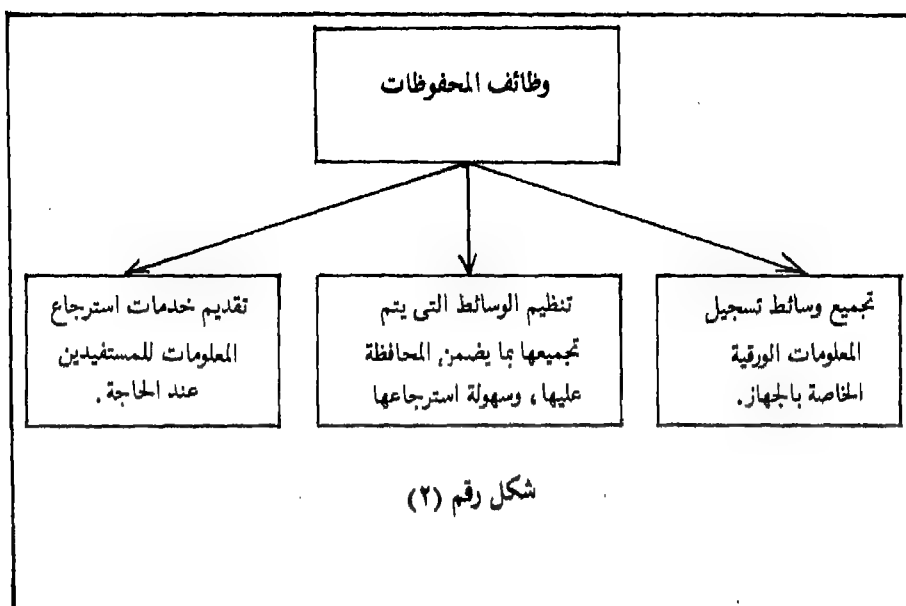 وظائف المحفوظات
تجميع وسائط تسجيل
المعلومات الورقية
الخاصة بالجهاز.
تنظيم الوسائط التى يتم
تجميعها بما يضمن المحافظة
عليها، وسهولة استرجاعها
تقديم خدمات استرجاع
المعلومات للمستفيدين
عند الحاجة.
شكل رقم (٢)